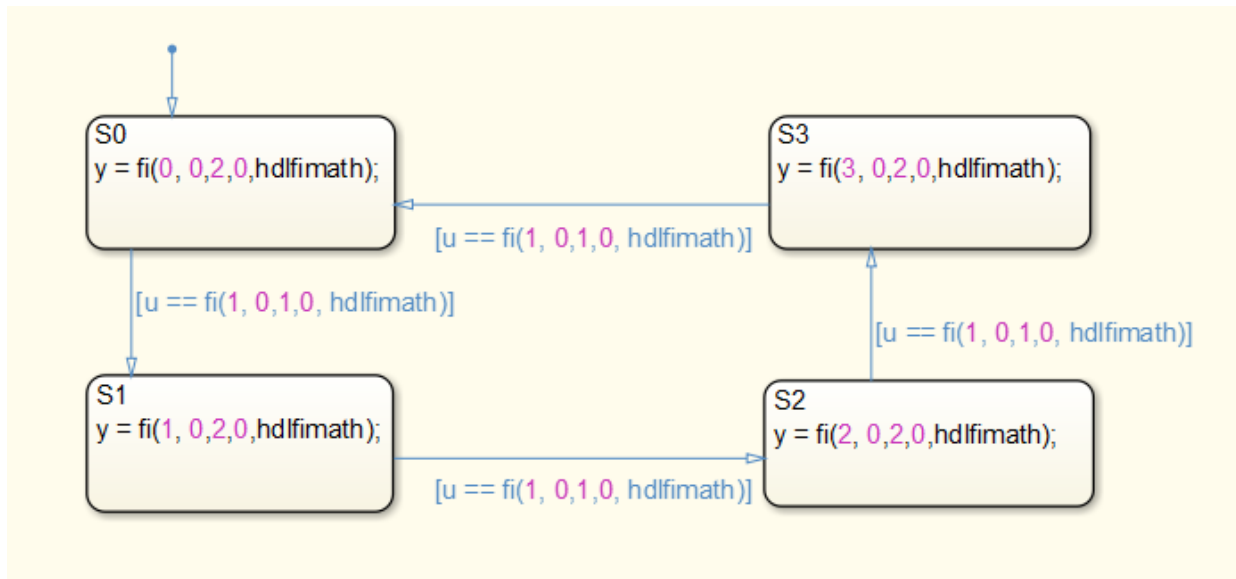 S0
y = fi(0, 0,2,0,hdlfimath);
S3
y = fi(3, 0,2,0,hdlfimath);
[u == fi(1, 0,1,0, hdlfimath)]
[u == fi(1, 0,1,0, hdlfimath)]
[u == fi(1, 0,1,0, hdlfimath)]
S1
y = fi(1, 0,2,0,hdlfimath);
S2
y = fi(2, 0,2,0,hdlfimath);
[u == fi(1, 0,1,0, hdlfimath)]